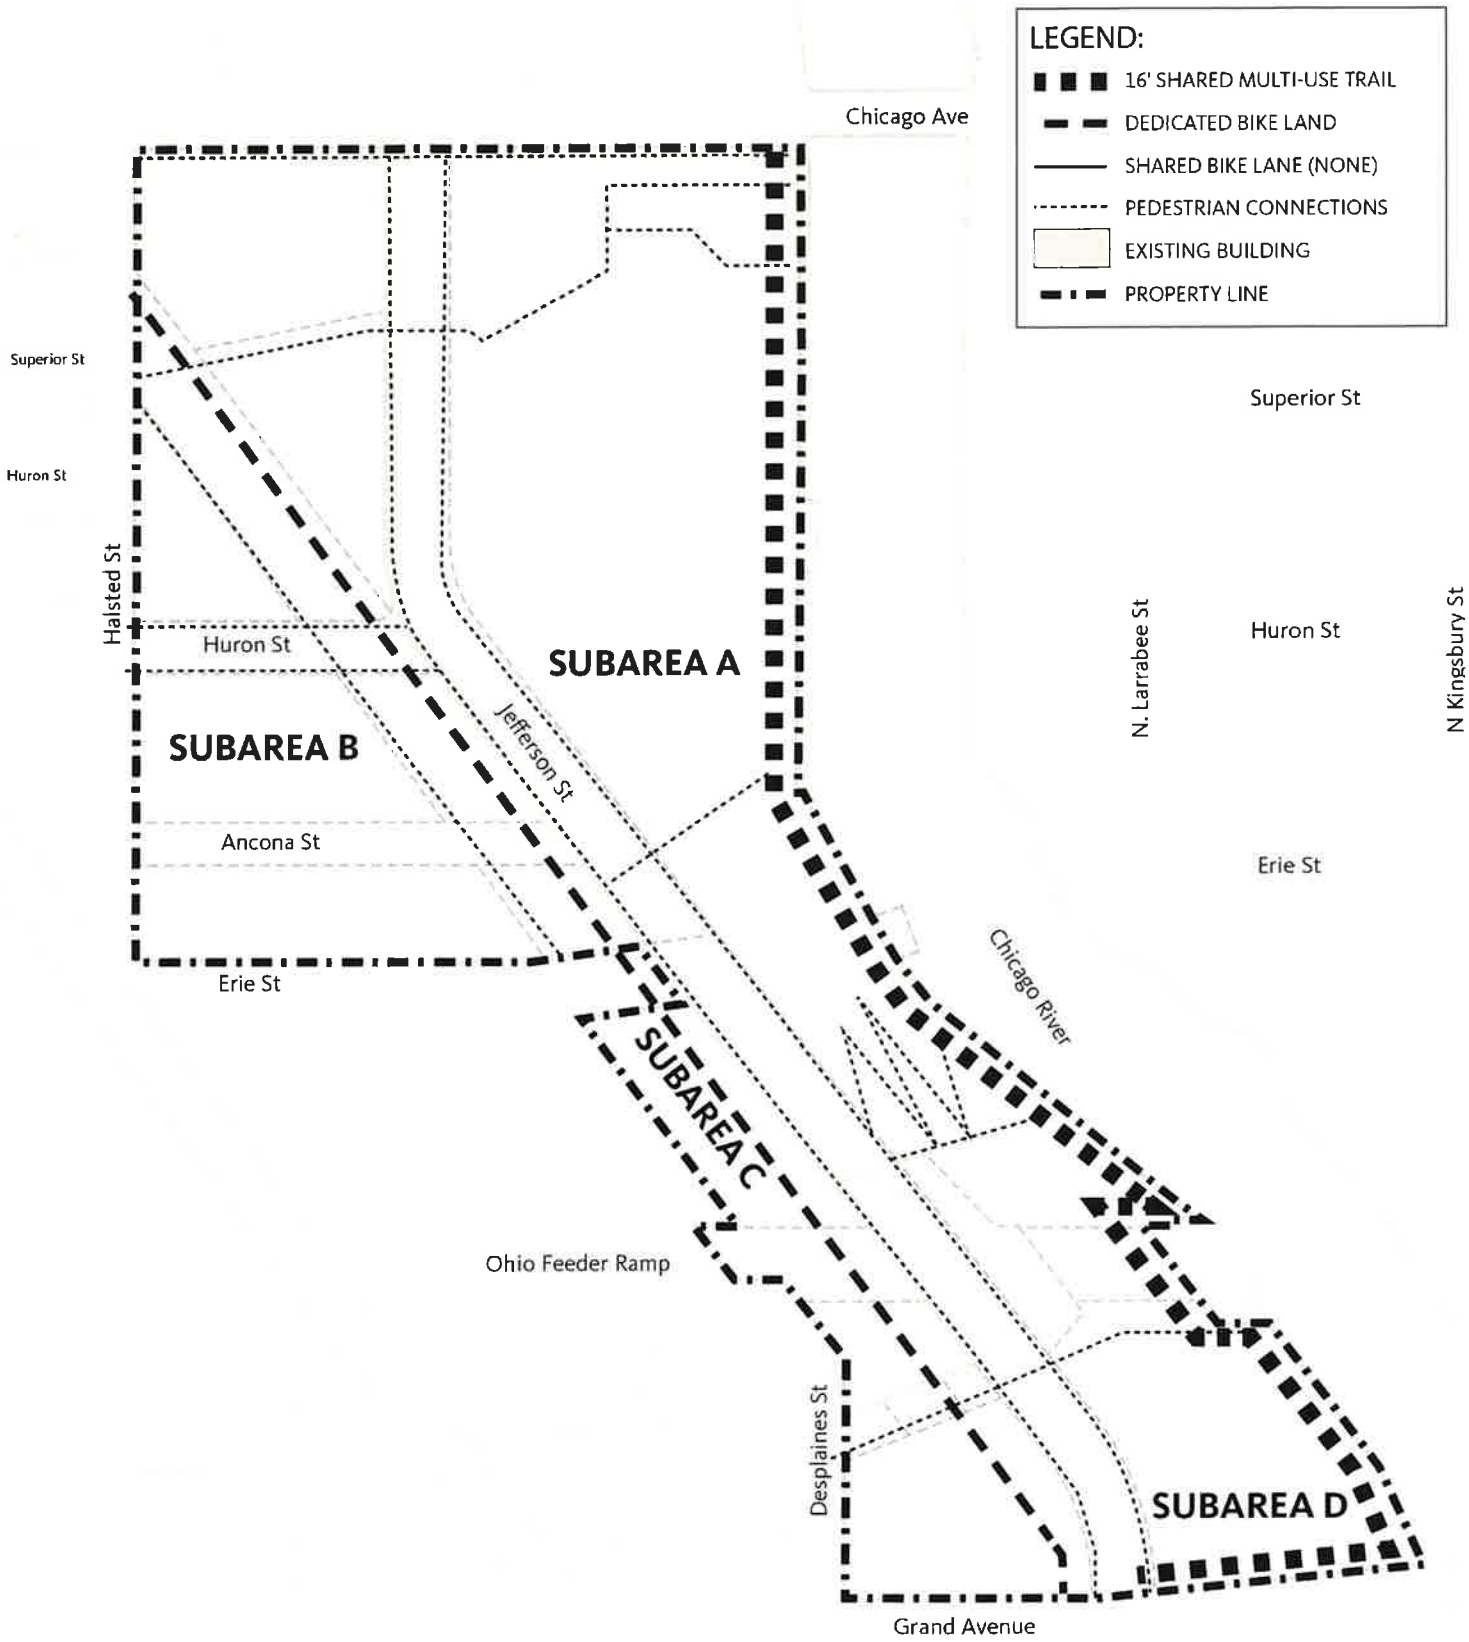 LEGEND:
16' SHARED MULTI-USE TRAIL
DEDICATED BIKE LAND
SHARED BIKE LANE (NONE)
PEDESTRIAN CONNECTIONS
EXISTING BUILDING
PROPERTY LINE
Chicago Ave
Superior St
Superior St
Huron St
Halsted St
Huron St
SUBAREA A
N. Larrabee St
Huron St
N Kingsbury St
SUBAREA B
Jefferson St
Ancona St
Erie St
Erie St
Chicago River
SUBAREA C
Ohio Feeder Ramp
Desplaines St
SUBAREA D
Grand Avenue